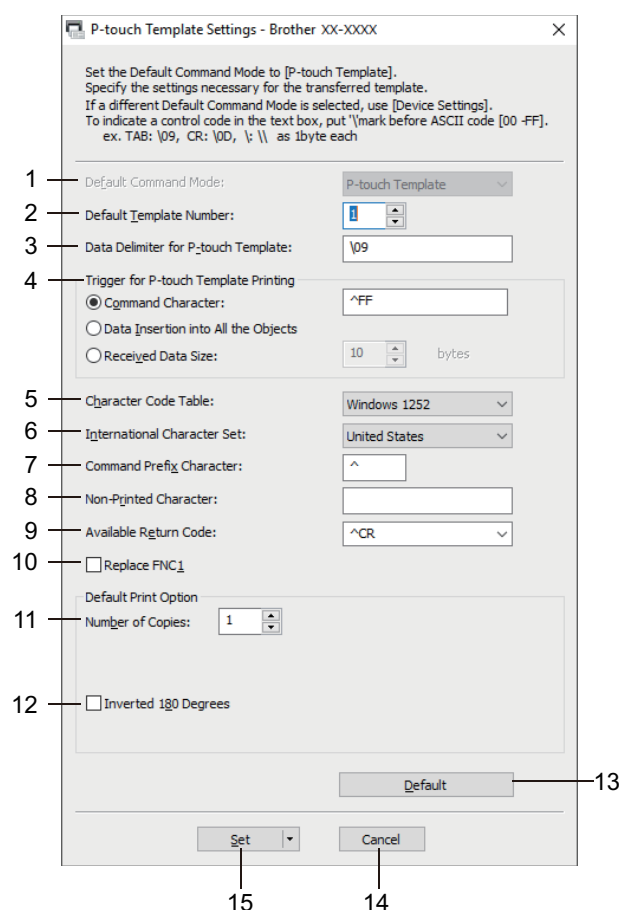 P-touch Template Settings - Brother XX-XXXX
Set the Default Command Mode to [P-touch Template].
Specify the settings necessary for the transferred template.
If a different Default Command Mode is selected, use [Device Settings].
To indicate a control code in the text box, put '\'mark before ASCII code [00 -FF].
ex. TAB: \09, CR: \0D, \: \\ as 1byte each
1 Default Command Mode: P-touch Template
2 Default Template Number: 1
3 Data Delimiter for P-touch Template: \09
4 Trigger for P-touch Template Printing
Command Character: ^FF
Data Insertion into All the Objects
Received Data Size: 10 bytes
5 Character Code Table: Windows 1252
6 International Character Set: United States
7 Command Prefix Character: ^
8 Non-Printed Character:
9 Available Return Code: ^CR
10 Replace FNC1
Default Print Option
11 Number of Copies: 1
12 Inverted 180 Degrees
Default 13
Set Cancel
15 14